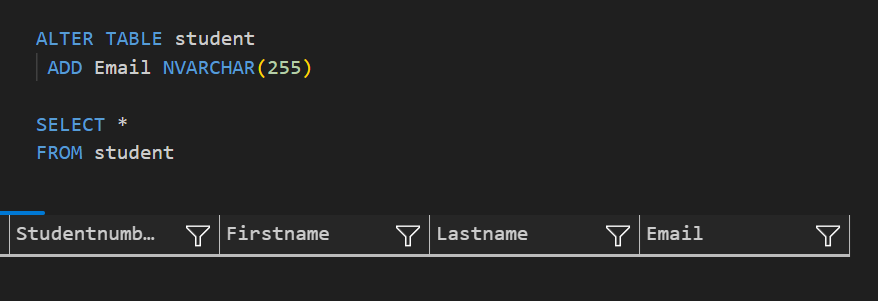 ALTER TABLE student
ADD Email NVARCHAR(255)
SELECT *
FROM student
Studentnumb… Firstname Lastname Email